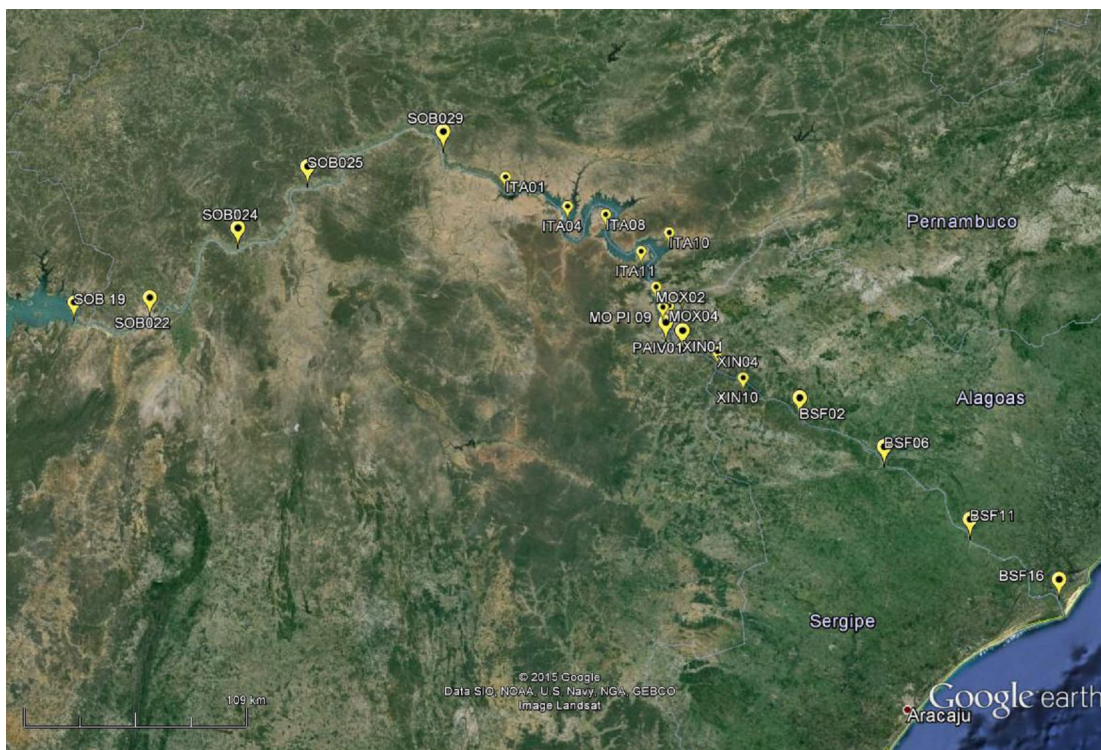 SOB029
SOB025
ITA01
SOB024
ITA04
ITA08
Pernambuco
ITA10
ITA11
SOB 19
MOX02
SOB022
MO PI 09
MOX04
PAIV01
XIN01
XIN04
XIN10
Alagoas
BSF02
BSF06
BSF11
BSF16
Sergipe
© 2015 Google
Data SIO, NOAA, U.S. Navy, NGA, GEBCO
Image Landsat
109 km
Google earth
Aracaju